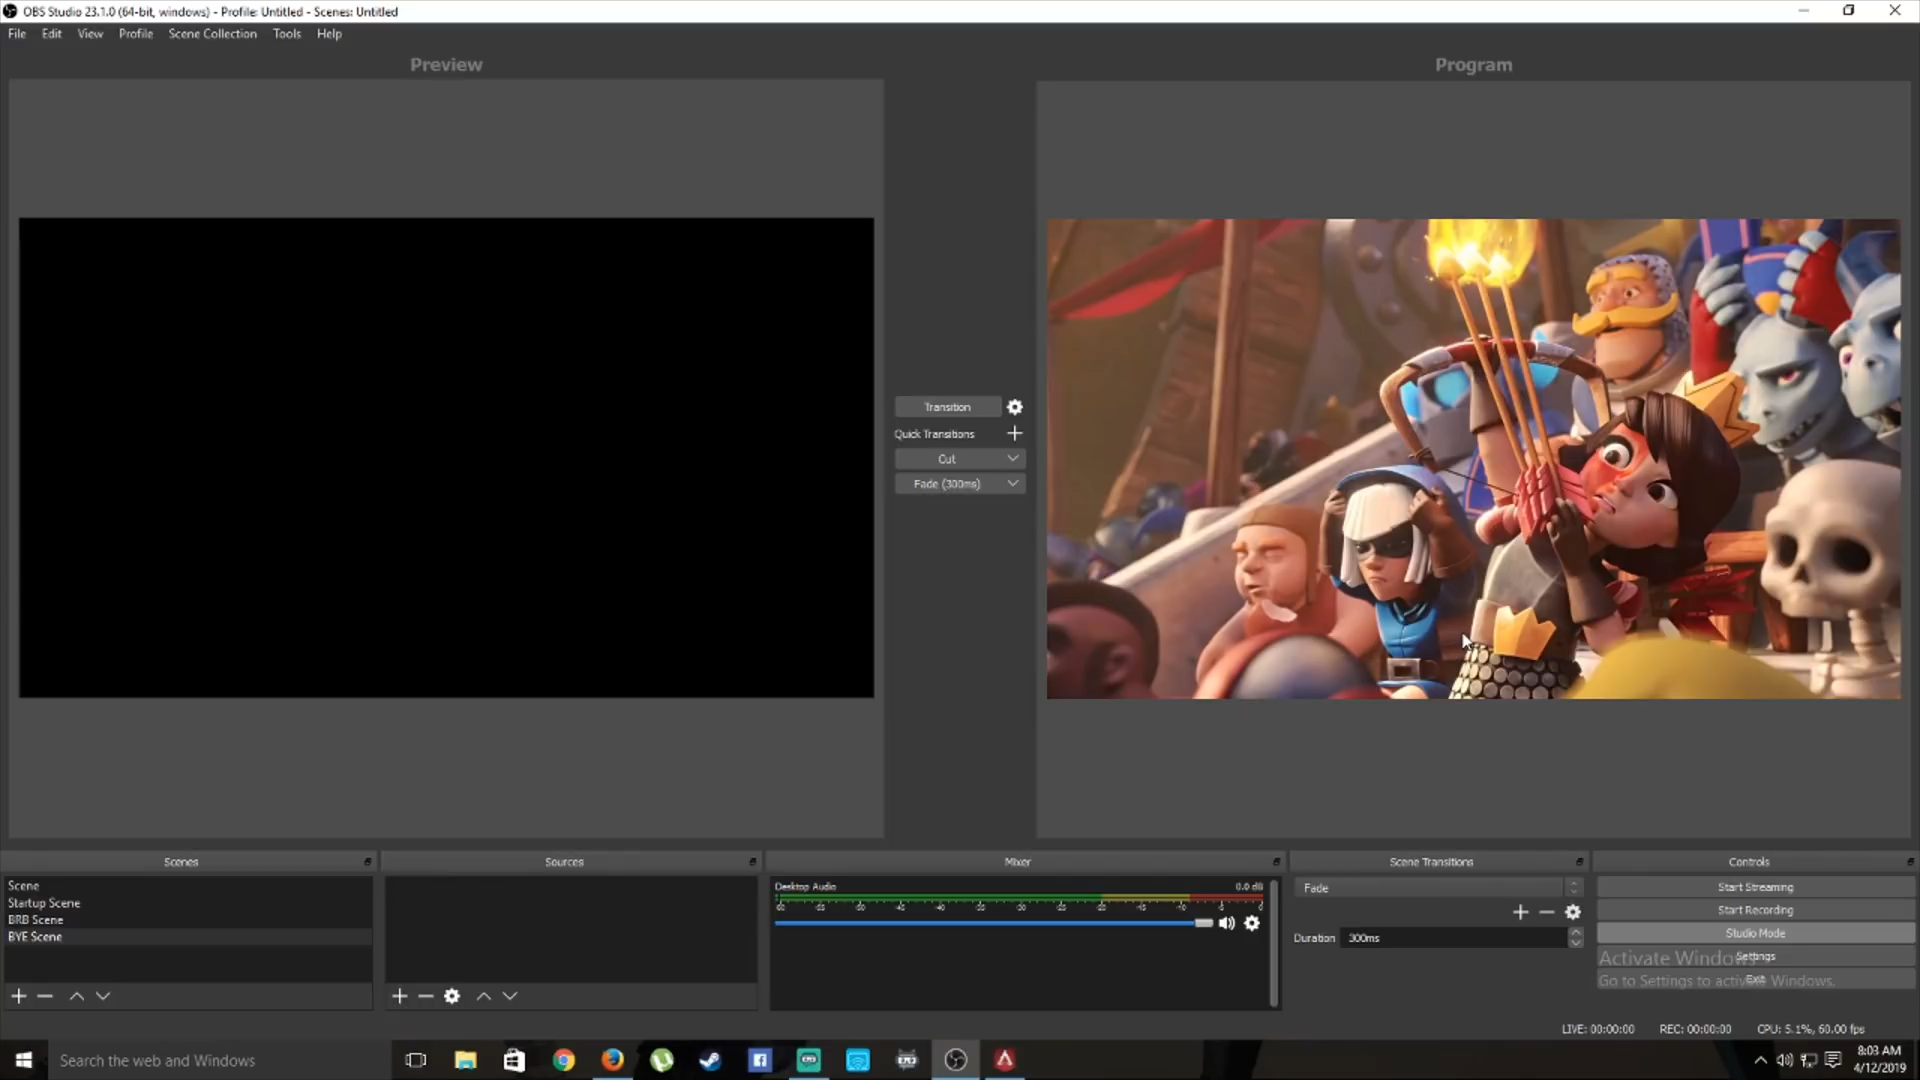 OBS Studio 23.1.0 (64-bit, windows) - Profile: Untitled - Scenes: Untitled
File Edit View Profile Scene Collection Tools Help
Preview
Program
Transition
Quick Transitions
Cut
Fade (300ms)
Scenes
Sources
Mixer
Scene Transitions
Controls
Scene
Startup Scene
BRB Scene
BYE Scene
Desktop Audio
0.0 dB
Fade
Duration 300ms
Start Streaming
Start Recording
Studio Mode
Settings
Exit
Activate Windows
Go to Settings to activate Windows.
LIVE: 00:00:00 REC: 00:00:00 CPU: 5.1%, 60.00 fps
Search the web and Windows
8:03 AM
4/12/2019